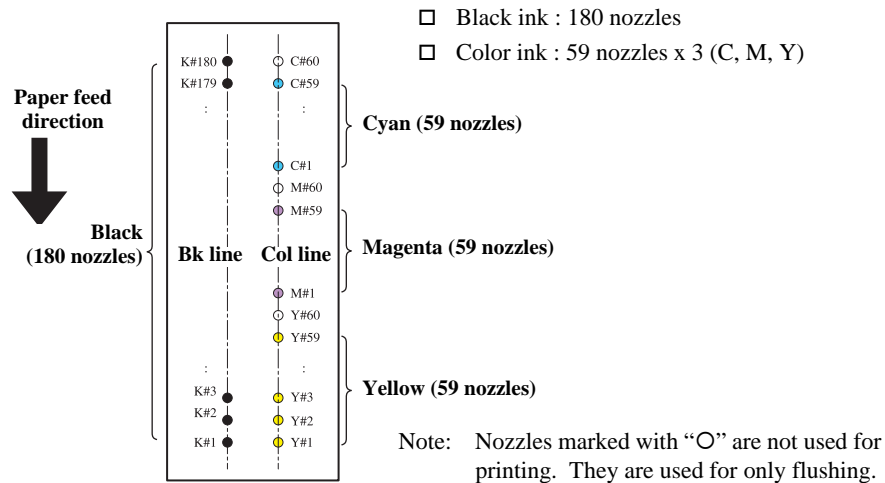 □ Black ink : 180 nozzles
□ Color ink : 59 nozzles x 3 (C, M, Y)
K#180
C#60
K#179
C#59
:
:
Paper feed
direction
Cyan (59 nozzles)
C#1
M#60
M#59
Black
(180 nozzles)
Bk line
Col line
Magenta (59 nozzles)
M#1
Y#60
Y#59
:
:
K#3
Y#3
Yellow (59 nozzles)
K#2
Y#2
K#1
Y#1
Note: Nozzles marked with “O” are not used for
printing. They are used for only flushing.